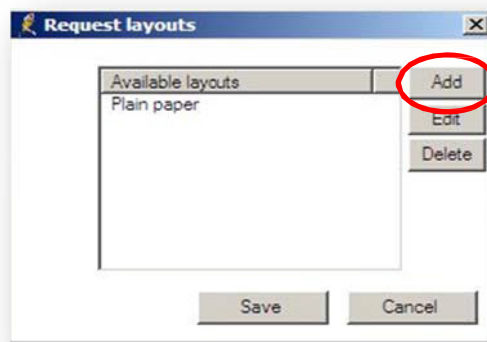 Request layouts
Available layouts
Add
Plain paper
Edit
Delete
Save Cancel